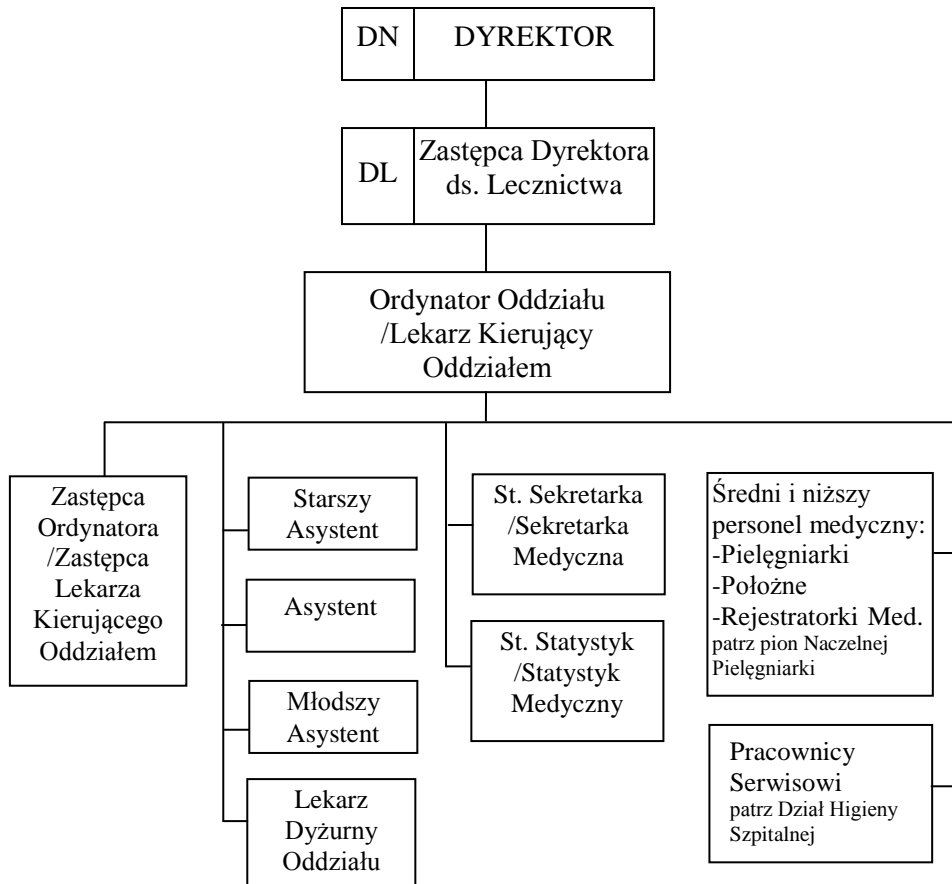 DN DYREKTOR
DL
Zastępca Dyrektora
ds. Lecznictwa
Ordynator Oddziału
/Lekarz Kierujący
Oddziałem
Zastępca
Ordynatora
/Zastępca
Lekarza
Kierującego
Oddziałem
Starszy
Asystent
Asystent
Młodszy
Asystent
Lekarz
Dyżurny
Oddziału
St. Sekretarka
/Sekretarka
Medyczna
St. Statystyk
/Statystyk
Medyczny
Średni i niższy
personel medyczny:
-Pielęgniarki
-Położne
-Rejestratorki Med.
patrz pion Naczelnej
Pielęgniarki
Pracownicy
Serwisowi
patrz Dział Higieny
Szpitalnej